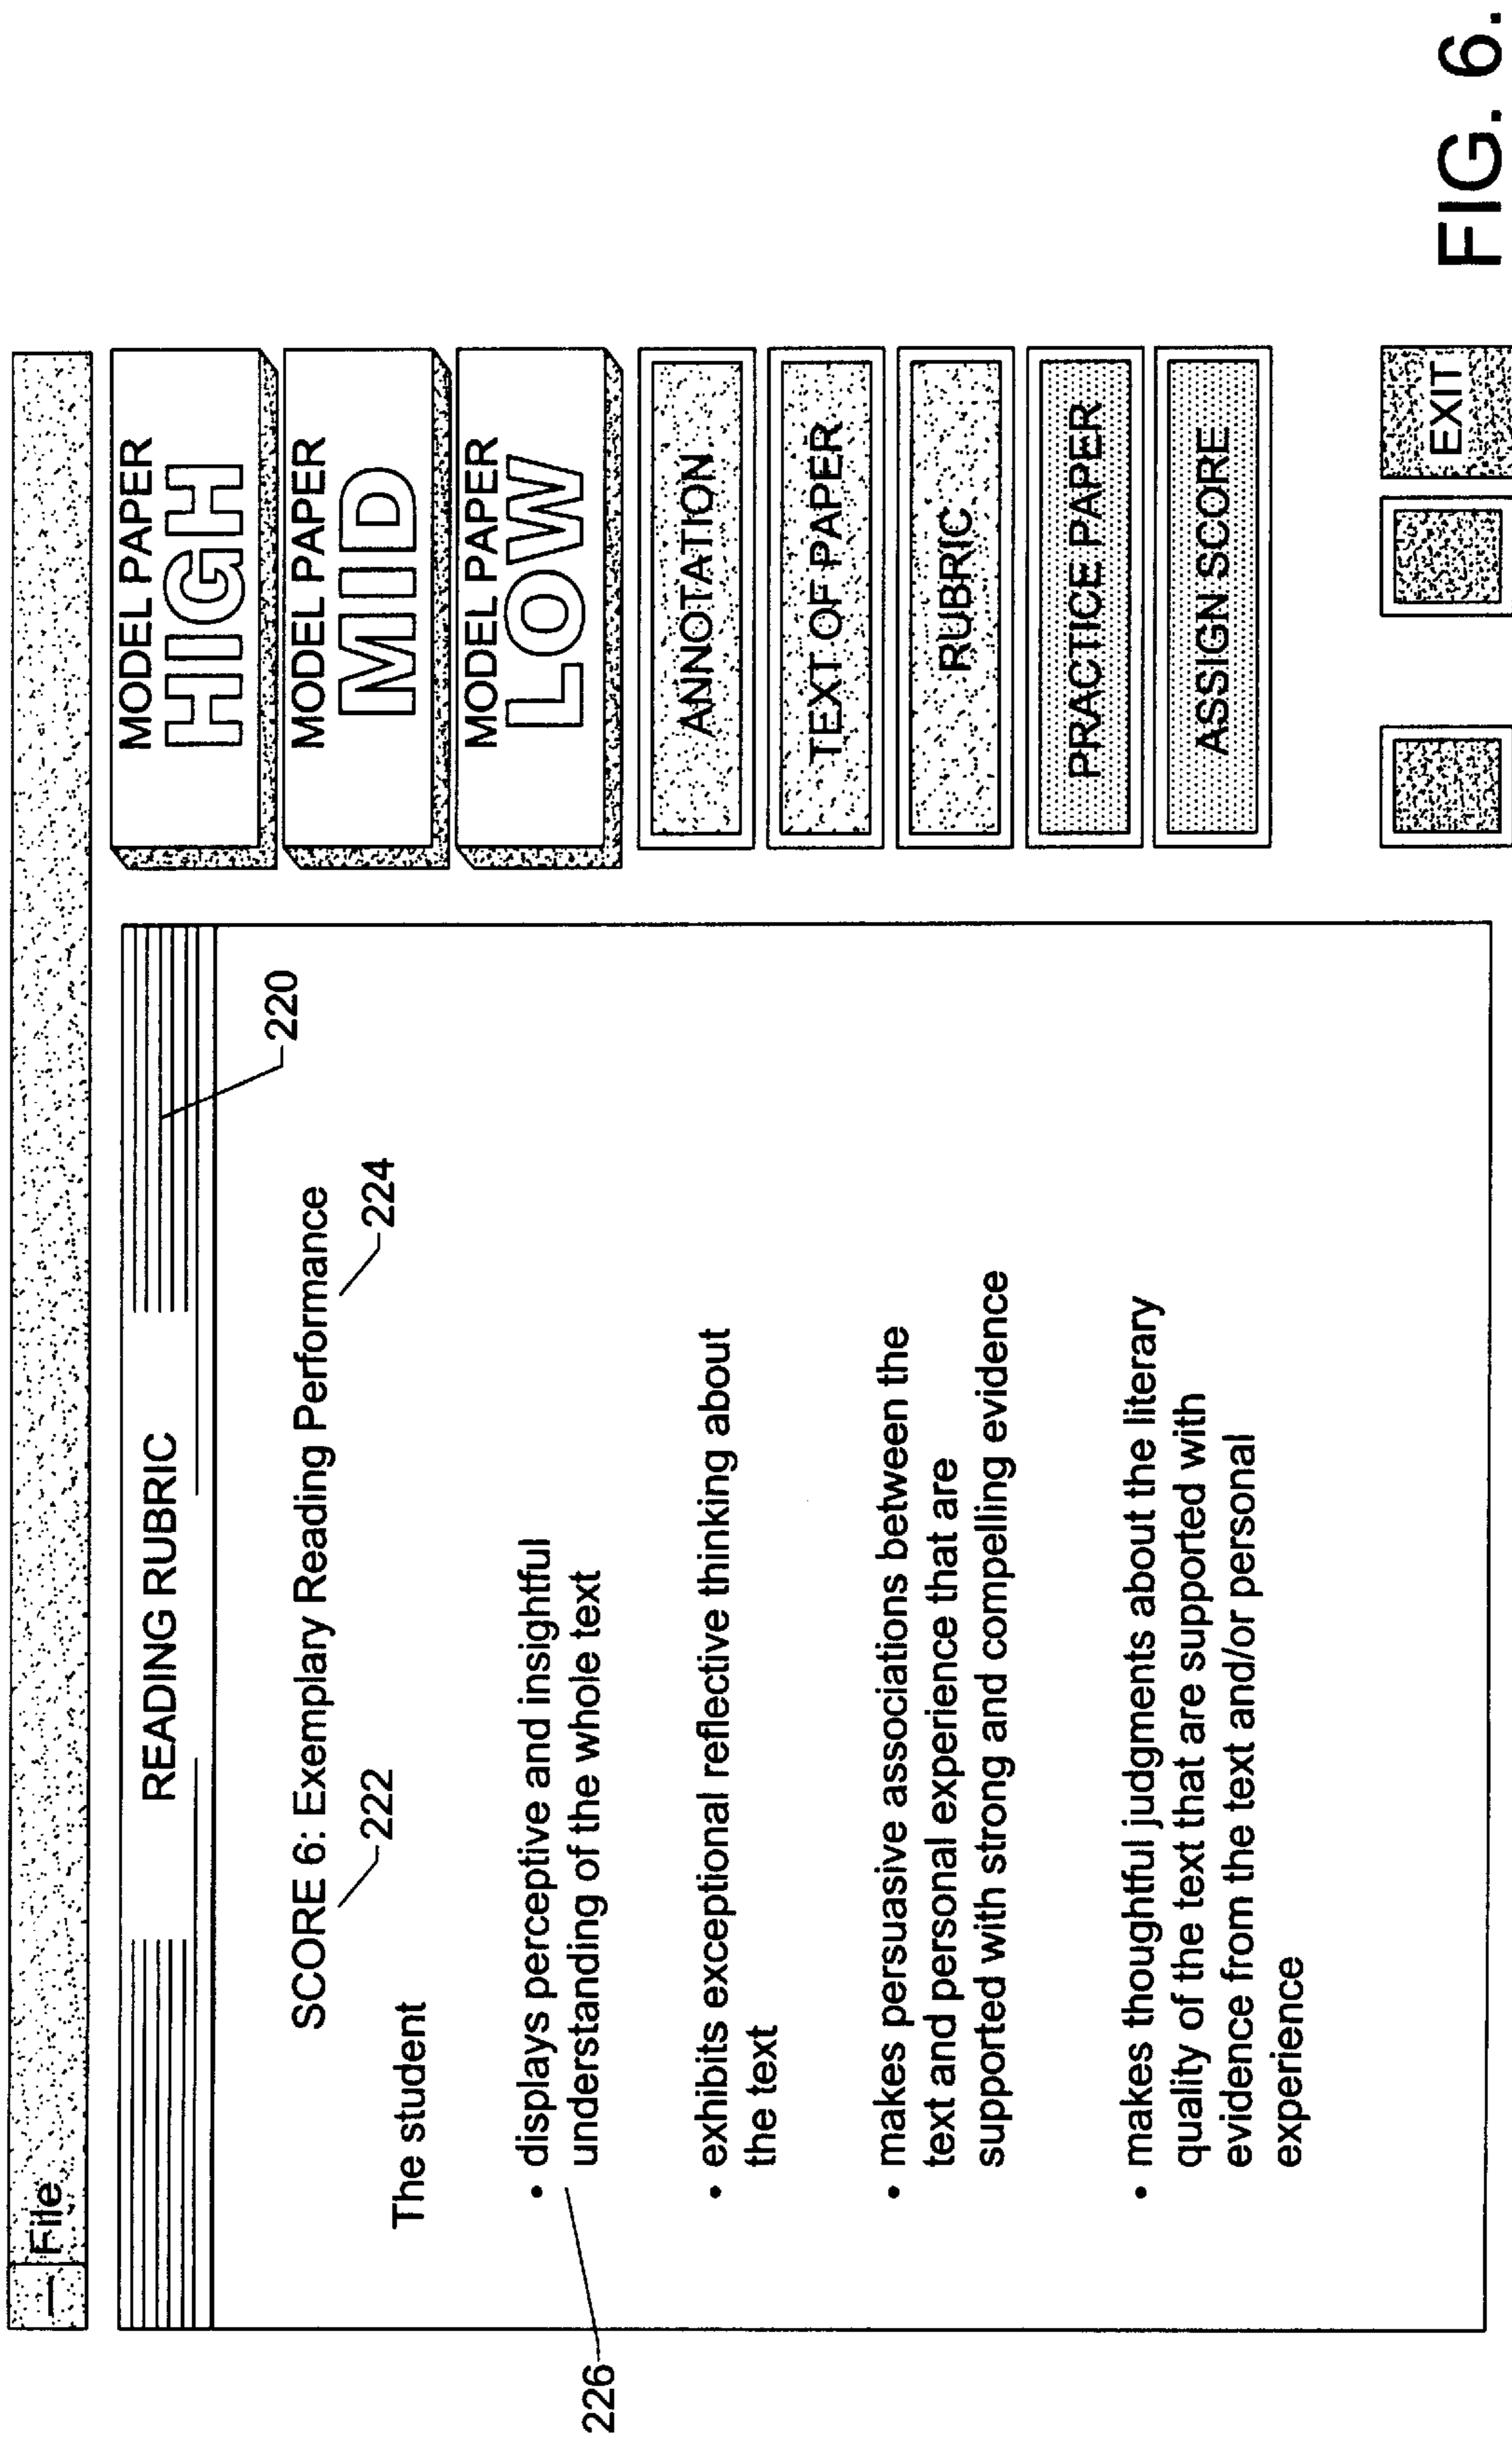 File
READING RUBRIC
220
SCORE 6: Exemplary Reading Performance
222
224
The student
• displays perceptive and insightful
understanding of the whole text
226
• exhibits exceptional reflective thinking about
the text
• makes persuasive associations between the
text and personal experience that are
supported with strong and compelling evidence
• makes thoughtful judgments about the literary
quality of the text that are supported with
evidence from the text and/or personal
experience
MODEL PAPER
HIGH
MODEL PAPER
MID
MODEL PAPER
LOW
ANNOTATION
TEXT OF PAPER
RUBRIC
PRACTICE PAPER
ASSIGN SCORE
EXIT
FIG. 6.